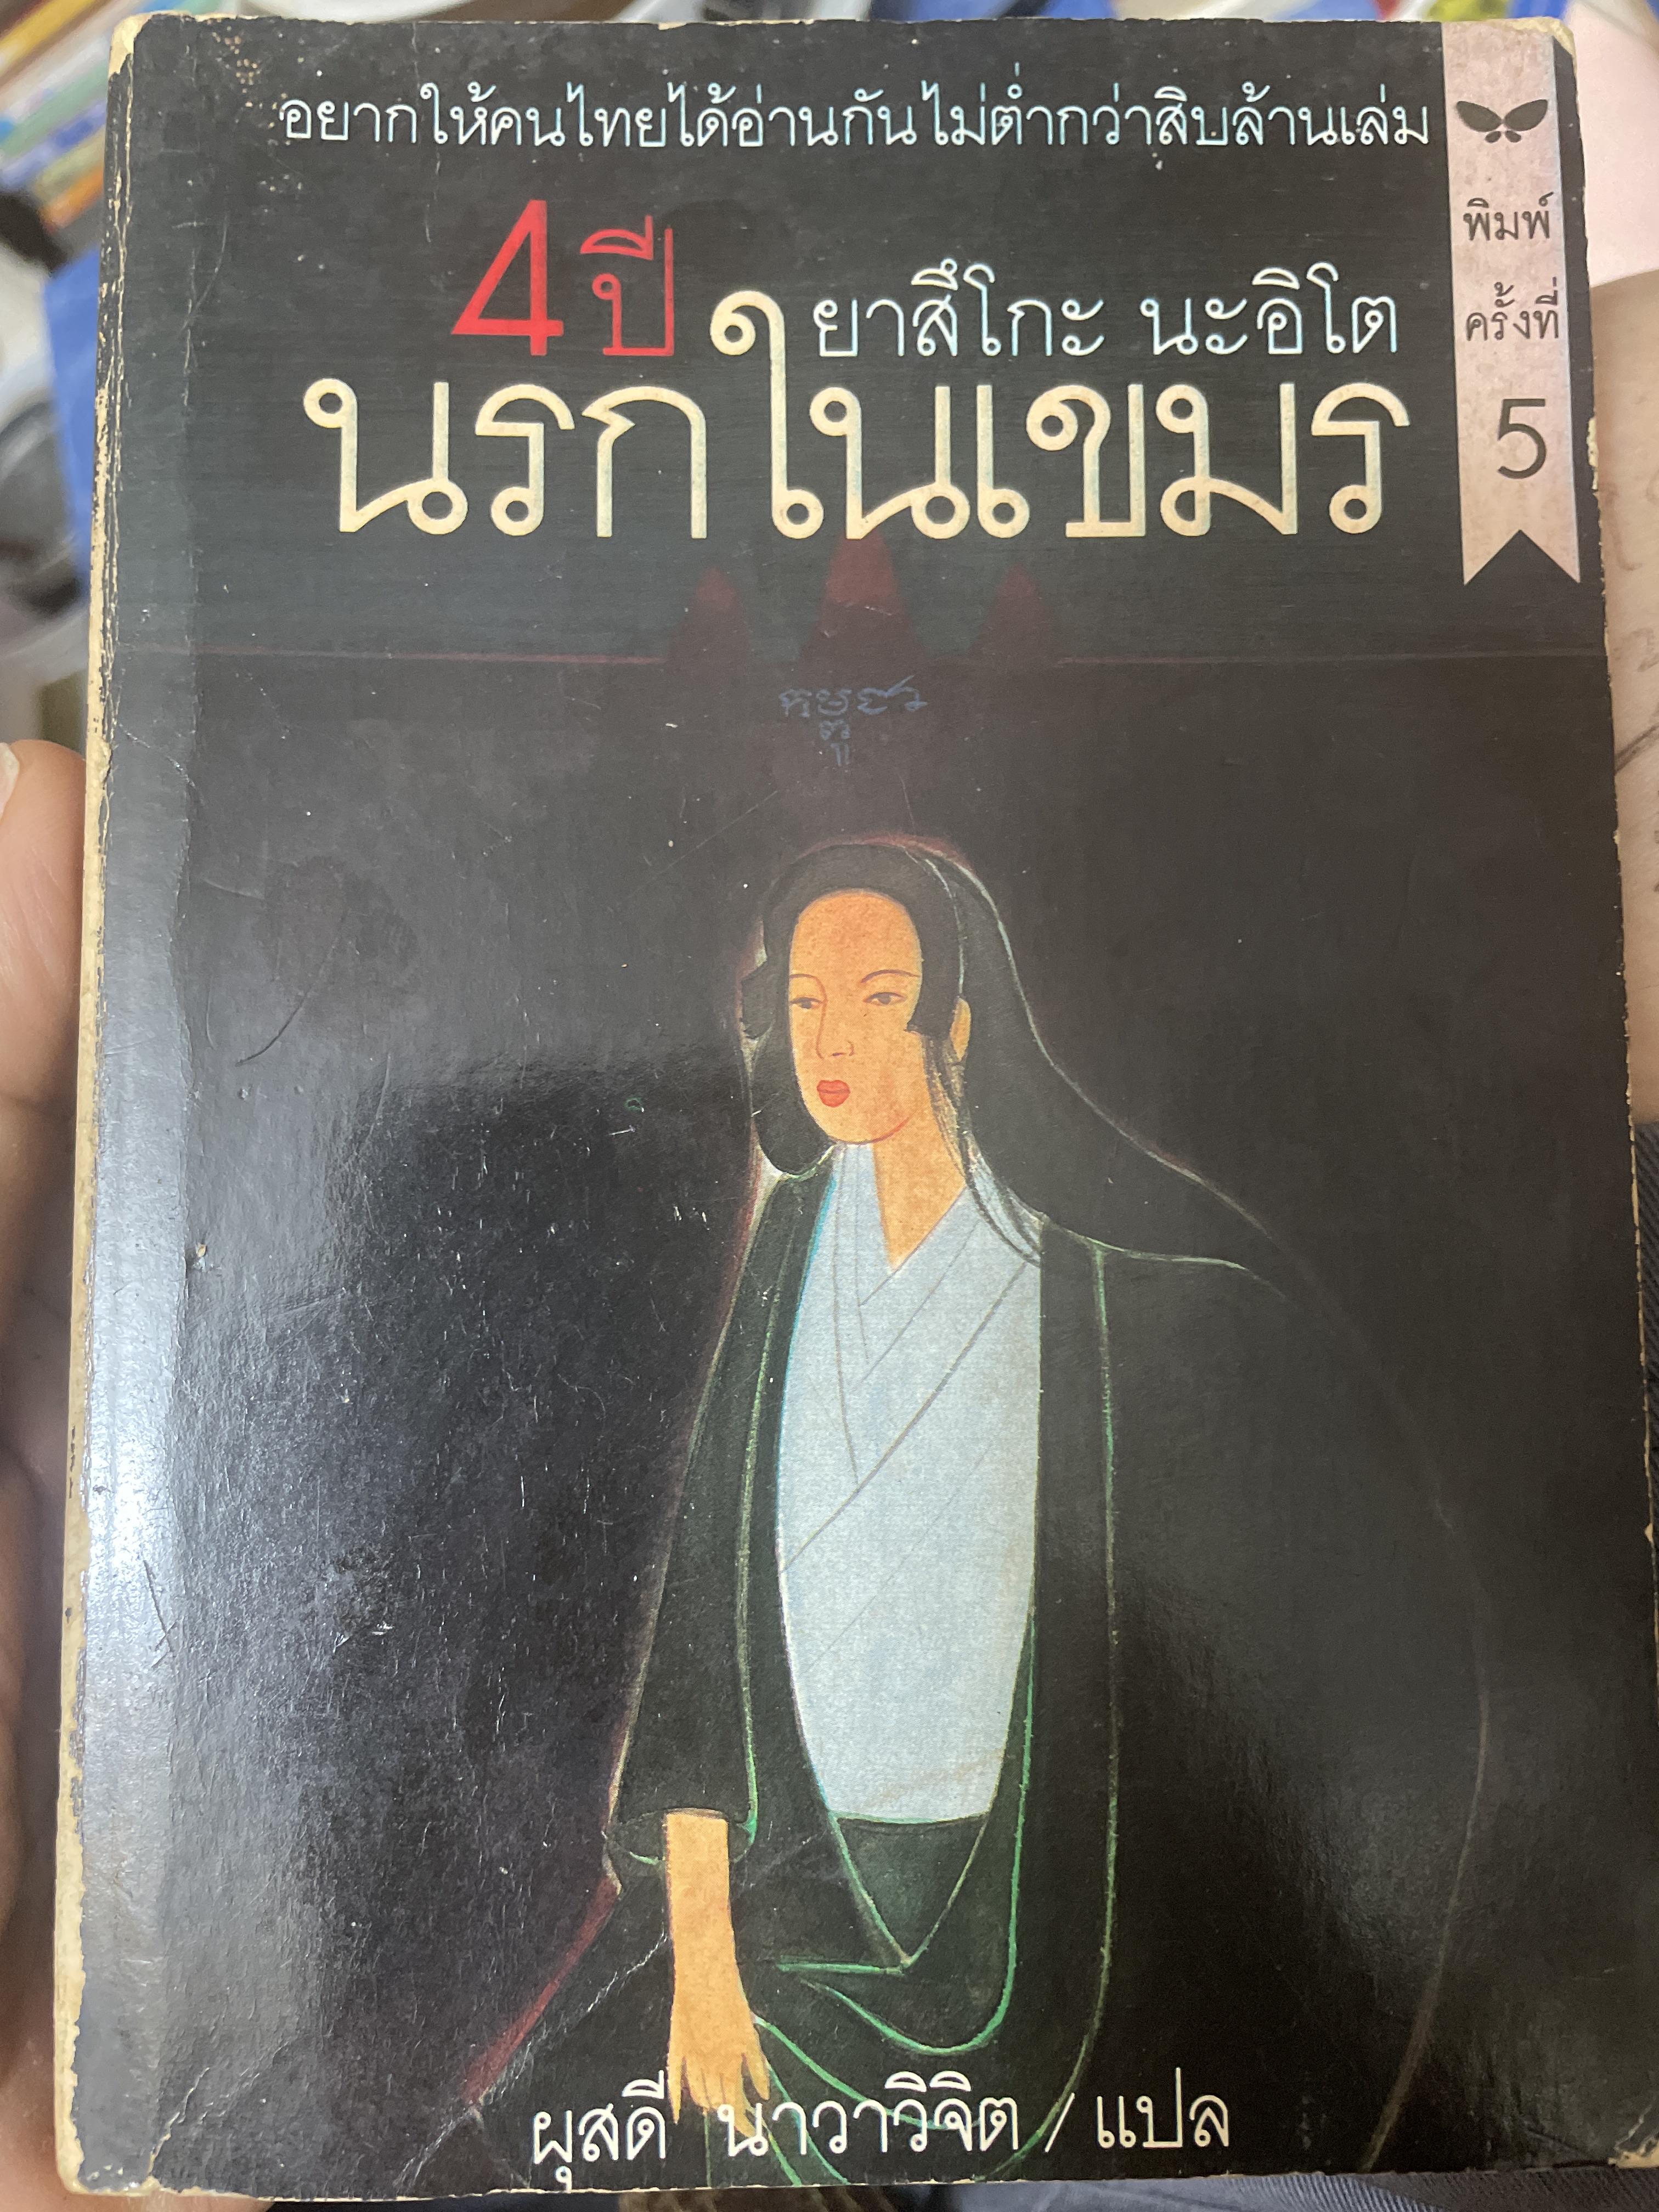 อยากให้คนไทยได้อ่านกันไม่ต่ำกว่าสิบล้านเล่ม
พิมพ์
ครั้งที่
5
4 ปี
ยาสึโกะ นะอิโต
นรกในเขมร
ผุสดี นาวาวิจิต / แปล